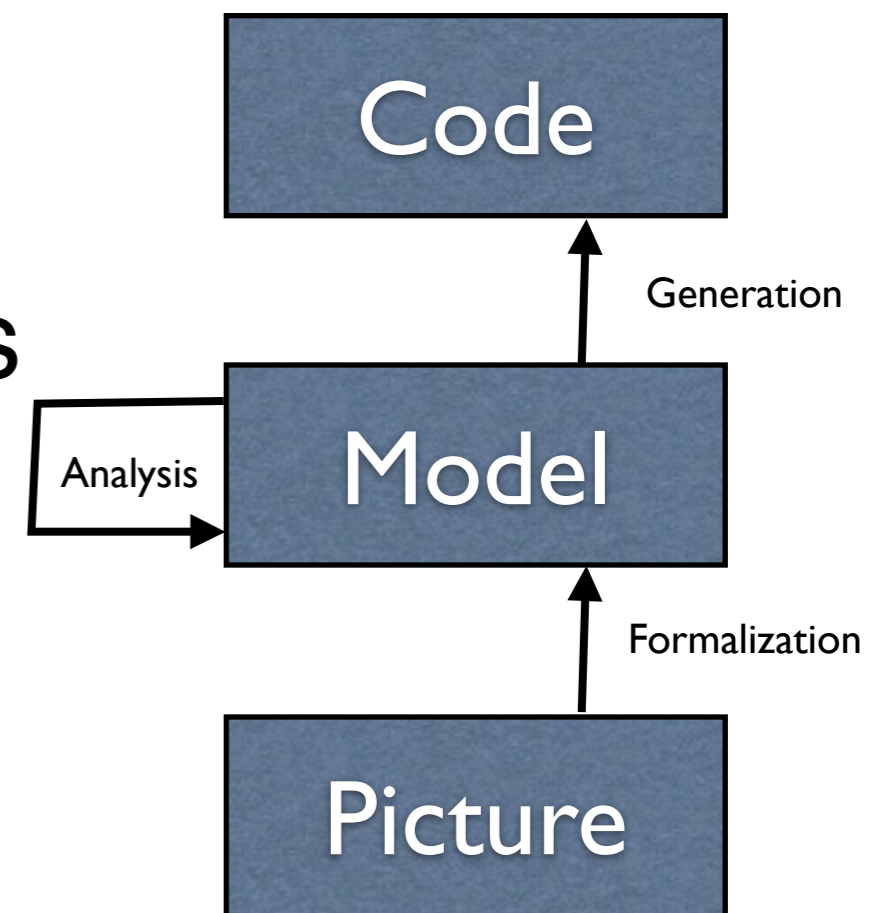 Code
Generation
s
Analysis
Model
Formalization
Picture